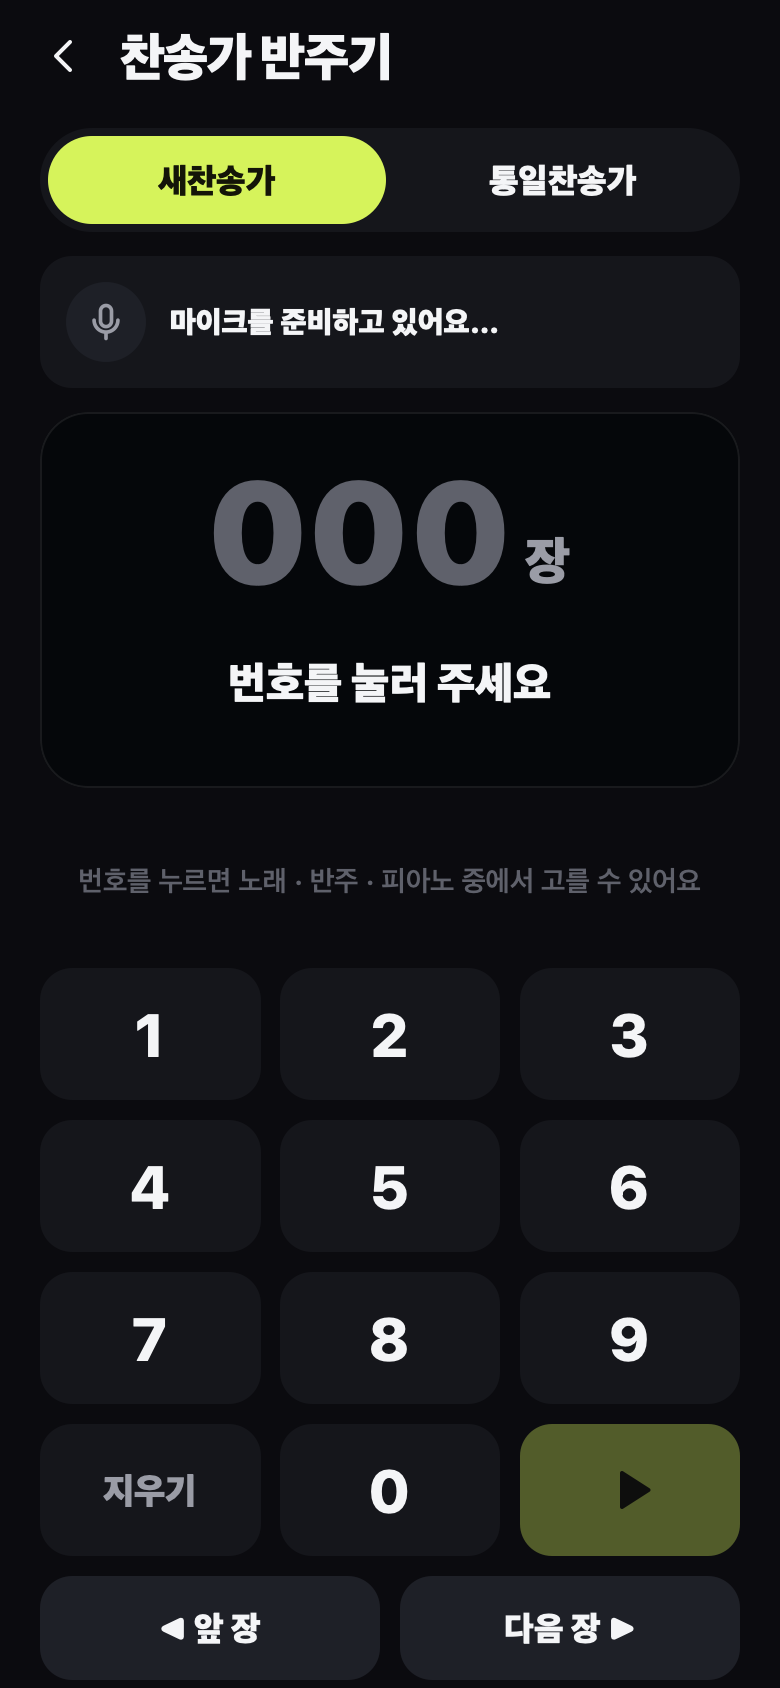 찬송가 반주기
새찬송가 통일찬송가
마이크를 준비하고 있어요...
000 장
번호를 눌러 주세요
번호를 누르면 노래 · 반주 · 피아노 중에서 고를 수 있어요
1 2 3
4 5 6
7 8 9
지우기 0 ▶
◀ 앞 장 다음 장 ▶